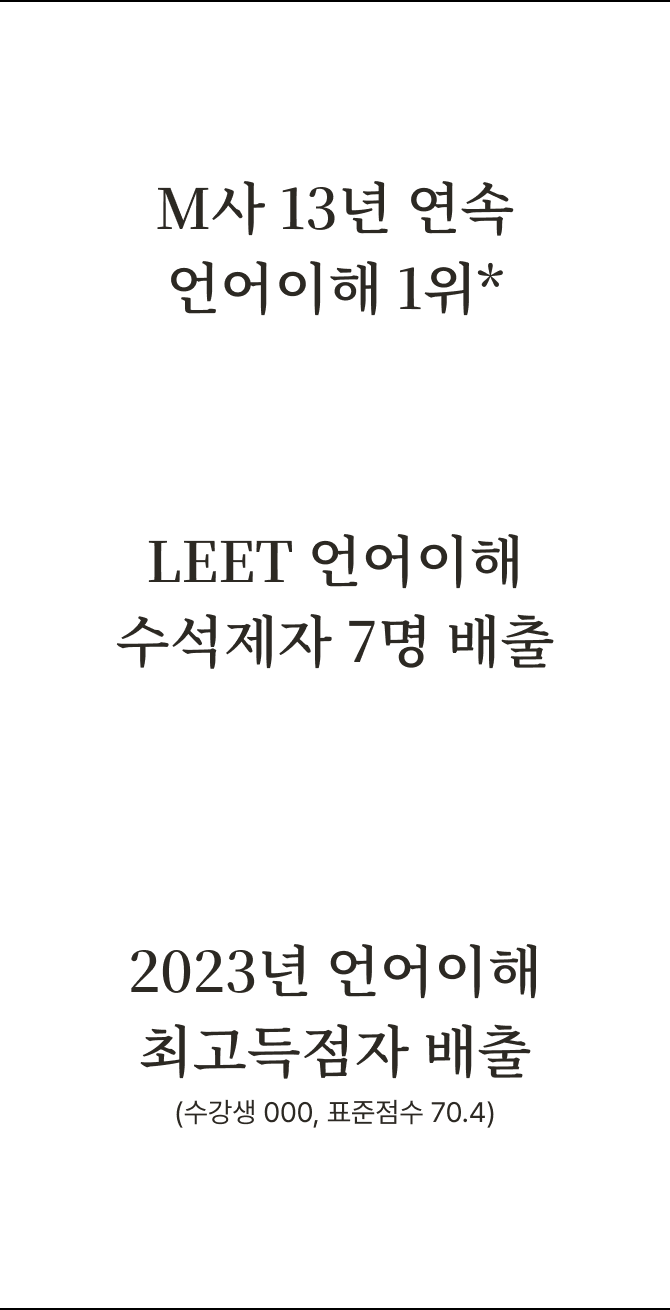 M사 13년 연속
언어이해 1위*
LEET 언어이해
수석제자 7명 배출
2023년 언어이해
최고득점자 배출
(수강생 000, 표준점수 70.4)